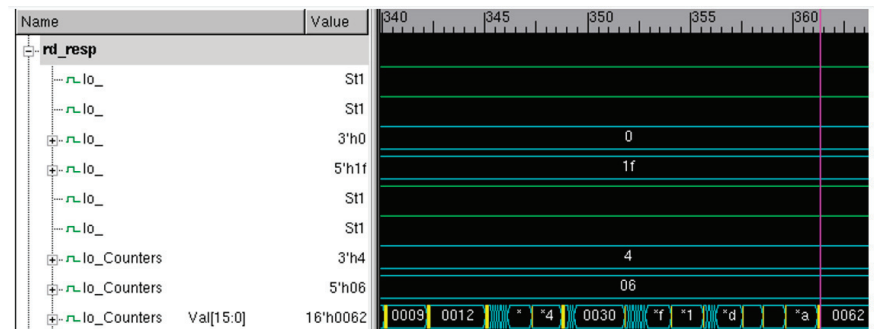 Name Value 340 345 350 355 360
rd_resp
lo_ St1
lo_ St1
lo_ 3'h0 0
lo_ 5'h1f 1f
lo_ St1
lo_ St1
lo_Counters 3'h4 4
lo_Counters 5'h06 06
lo_Counters Val[15:0] 16'h0062 0009 0012 * *4 0030 *f *1 *d *a 0062